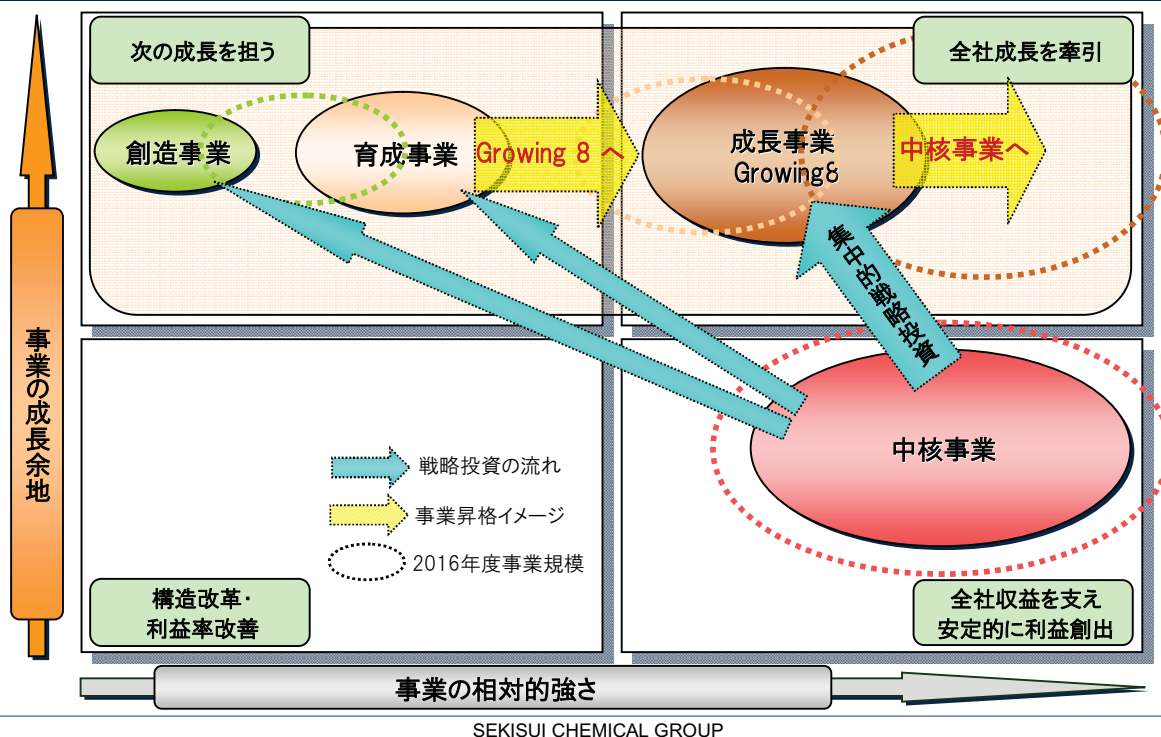 次の成長を担う
全社成長を牽引
創造事業
育成事業
Growing 8 へ
成長事業
Growing8
中核事業へ
集中的戦略投資
事業の成長余地
中核事業
戦略投資の流れ
事業昇格イメージ
2016年度事業規模
構造改革・
利益率改善
全社収益を支え
安定的に利益創出
事業の相対的強さ
SEKISUI CHEMICAL GROUP